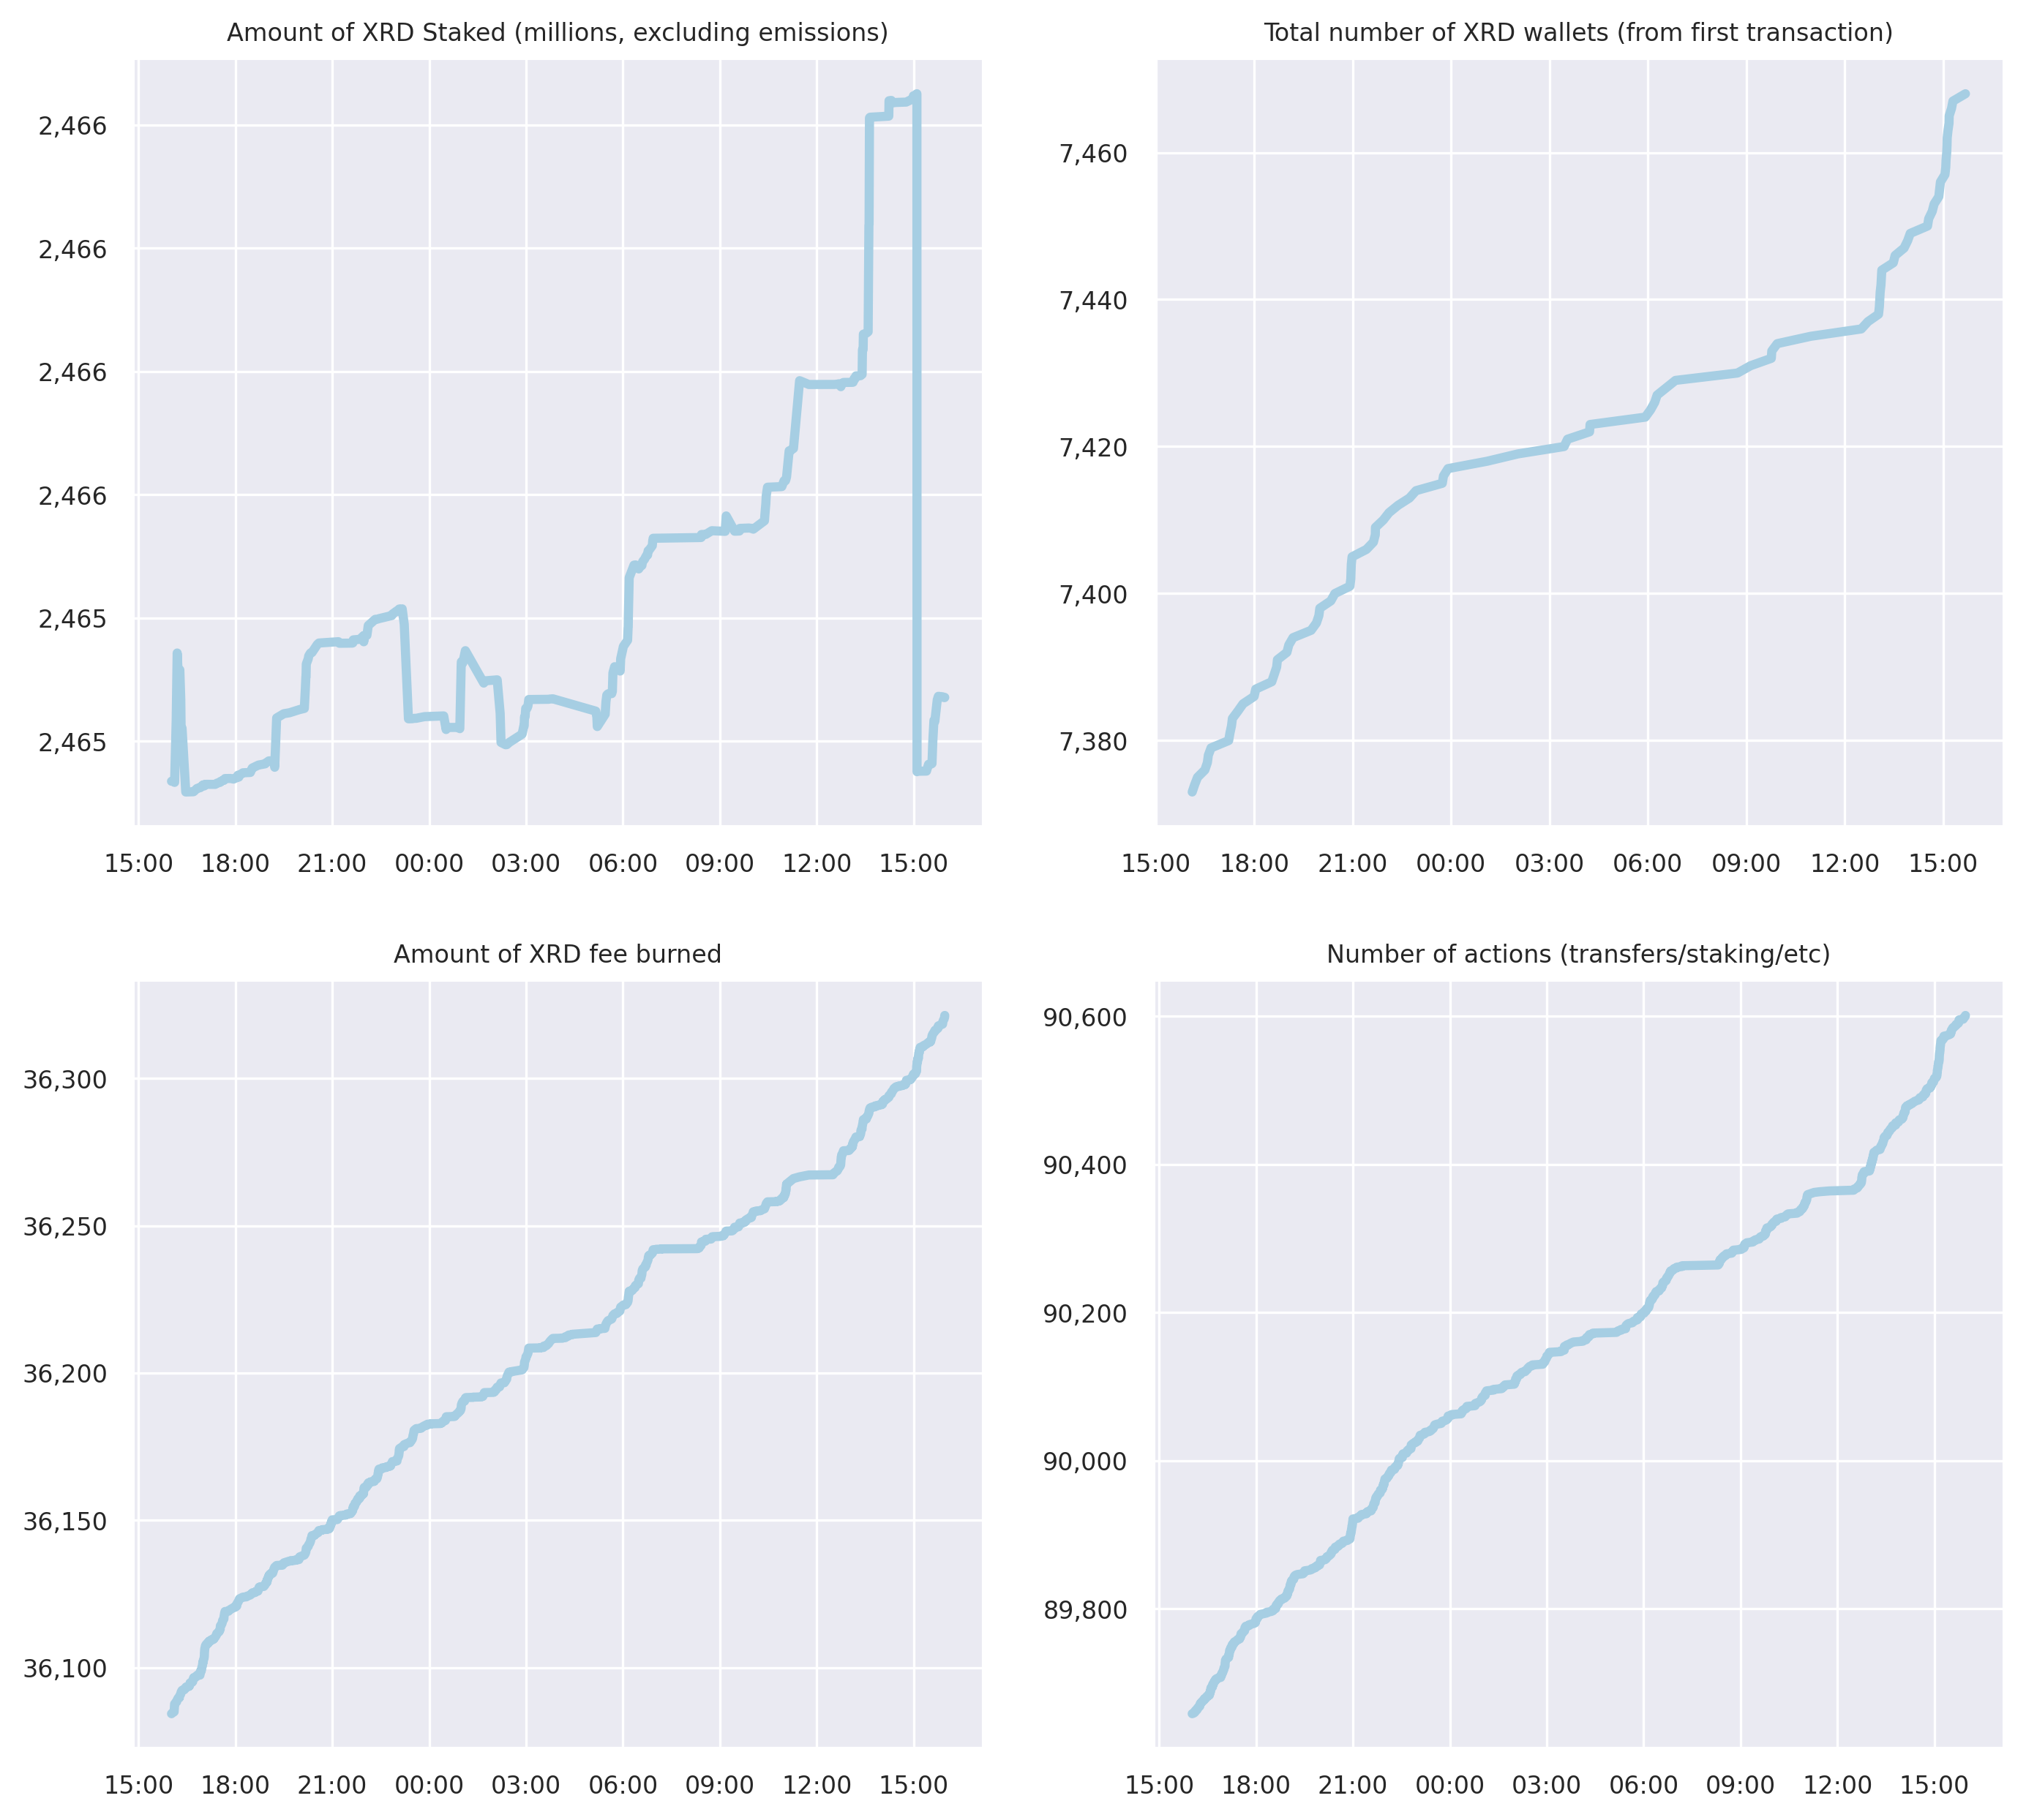 Amount of XRD Staked (millions, excluding emissions)
2,466
2,466
2,466
2,466
2,465
2,465
15:00 18:00 21:00 00:00 03:00 06:00 09:00 12:00 15:00
Total number of XRD wallets (from first transaction)
7,460
7,440
7,420
7,400
7,380
15:00 18:00 21:00 00:00 03:00 06:00 09:00 12:00 15:00
Amount of XRD fee burned
36,300
36,250
36,200
36,150
36,100
15:00 18:00 21:00 00:00 03:00 06:00 09:00 12:00 15:00
Number of actions (transfers/staking/etc)
90,600
90,400
90,200
90,000
89,800
15:00 18:00 21:00 00:00 03:00 06:00 09:00 12:00 15:00